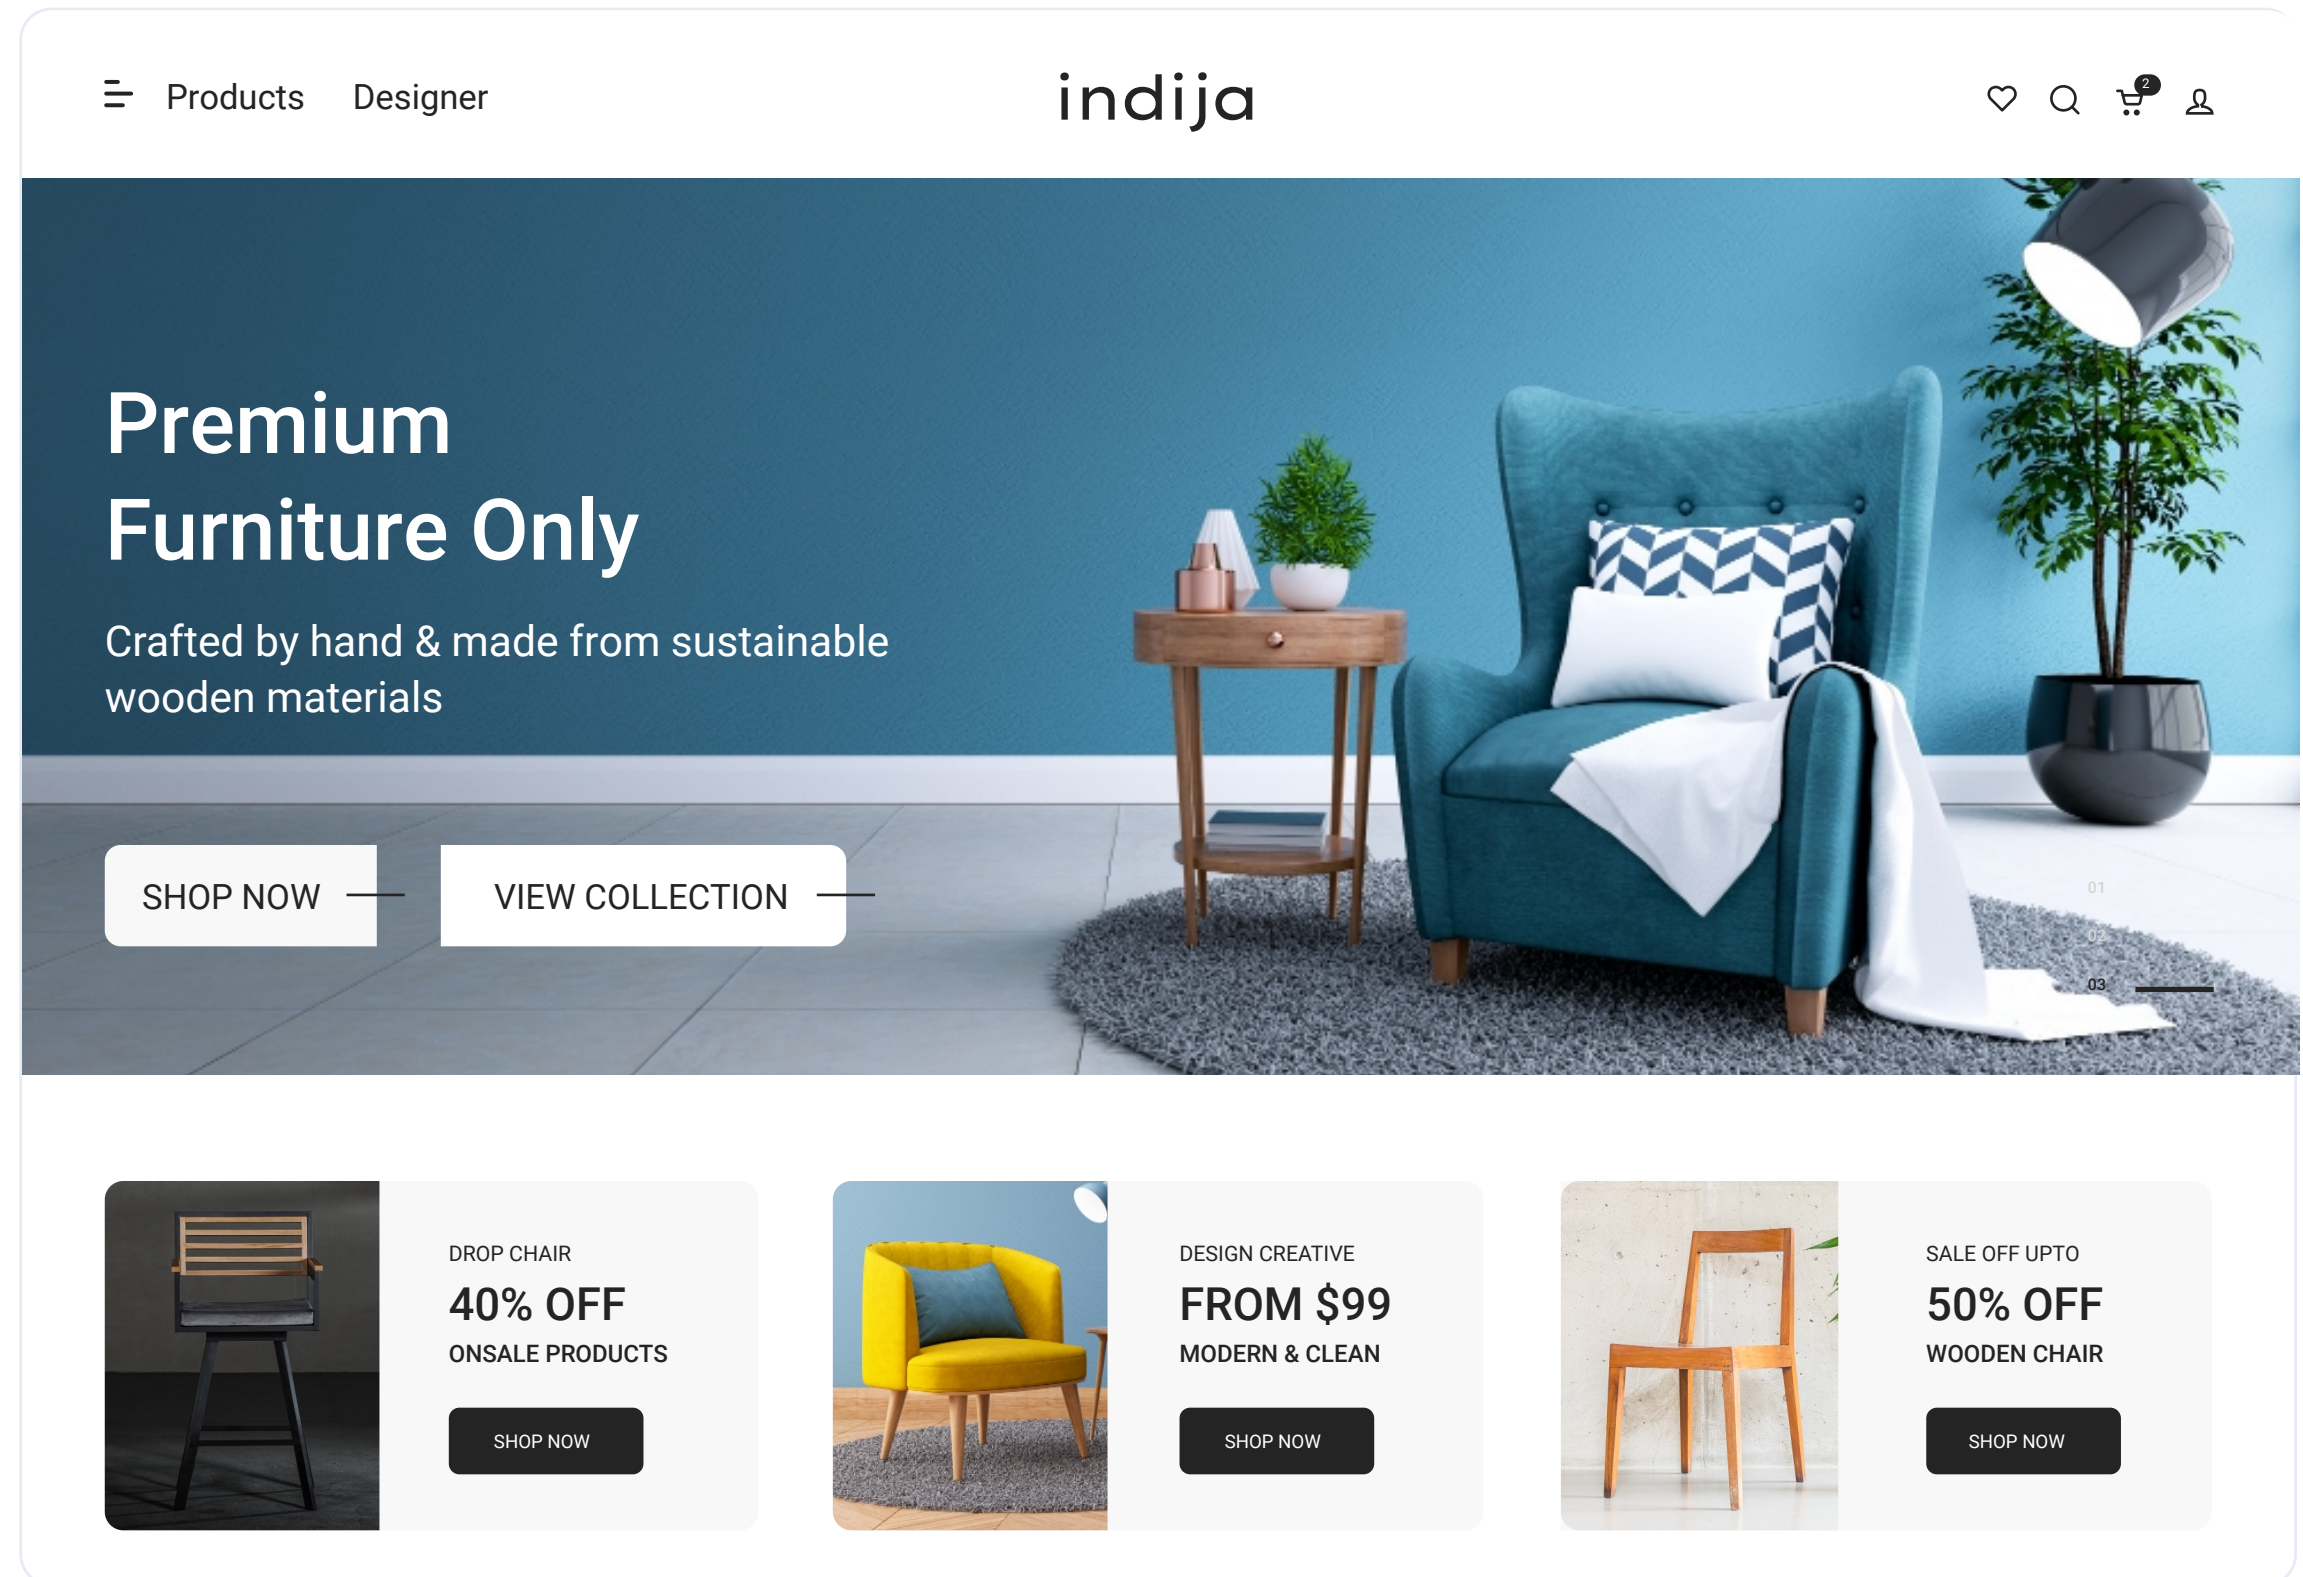 Products
Designer
indija
2
Premium
Furniture Only
Crafted by hand & made from sustainable
wooden materials
SHOP NOW
VIEW COLLECTION
01
02
03
DROP CHAIR
40% OFF
ONSALE PRODUCTS
SHOP NOW
DESIGN CREATIVE
FROM $99
MODERN & CLEAN
SHOP NOW
SALE OFF UPTO
50% OFF
WOODEN CHAIR
SHOP NOW